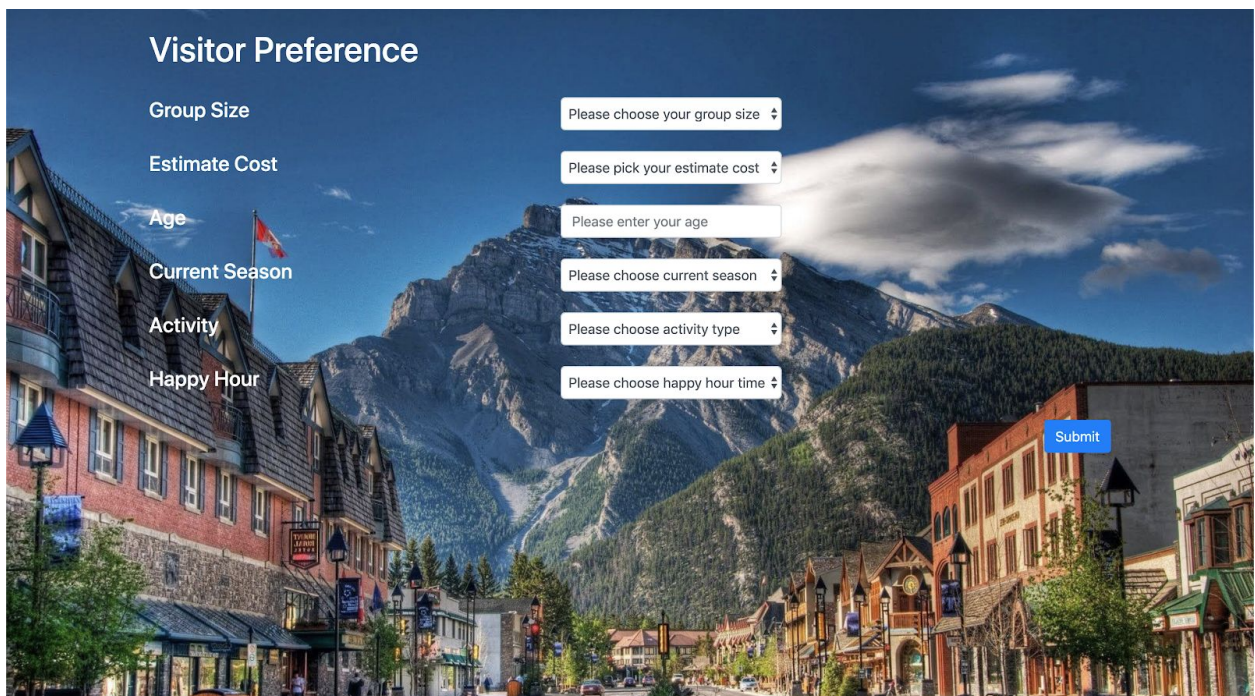 Visitor Preference
Group Size
Please choose your group size
Estimate Cost
Please pick your estimate cost
Age
Please enter your age
Current Season
Please choose current season
Activity
Please choose activity type
Happy Hour
Please choose happy hour time
Submit